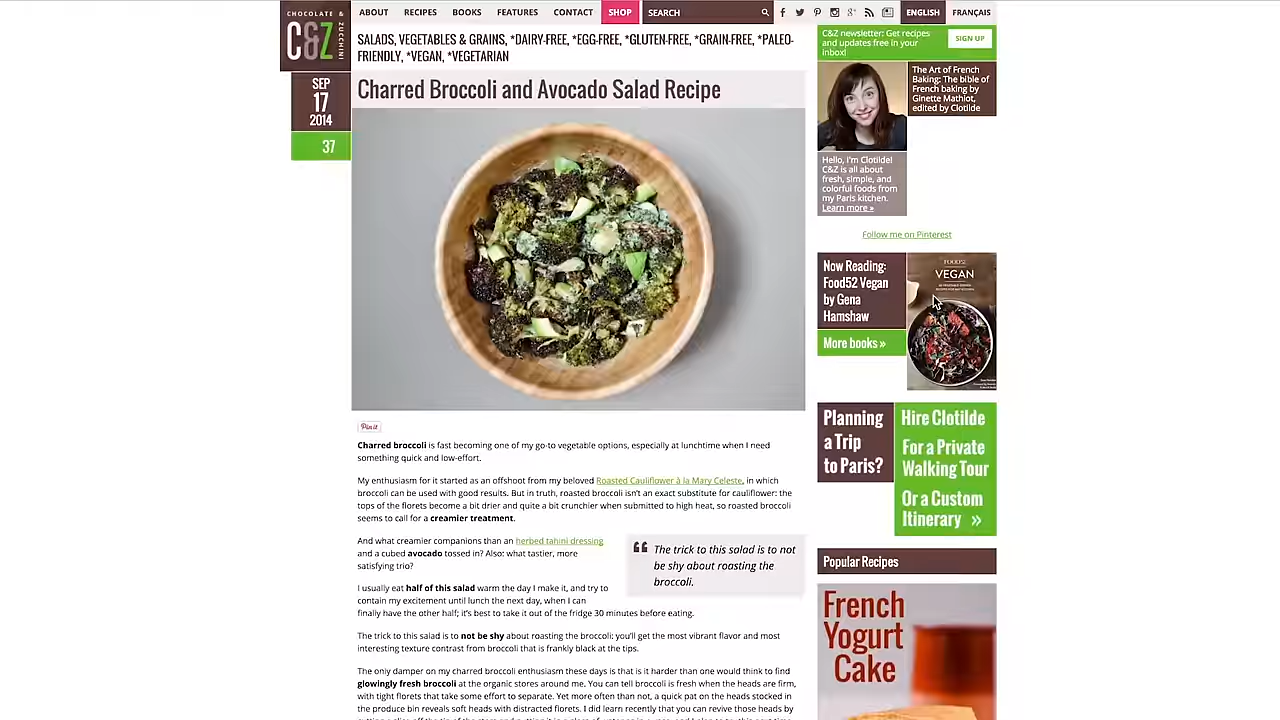 CHOCOLATE &
ZUCCHINI
C&Z
ABOUT RECIPES BOOKS FEATURES CONTACT SHOP SEARCH ENGLISH FRANÇAIS
SALADS, VEGETABLES & GRAINS, *DAIRY-FREE, *EGG-FREE, *GLUTEN-FREE, *GRAIN-FREE, *PALEO-
FRIENDLY, *VEGAN, *VEGETARIAN
SEP
17
2014
37
Charred Broccoli and Avocado Salad Recipe
Pin it
Charred broccoli is fast becoming one of my go-to vegetable options, especially at lunchtime when I need
something quick and low-effort.
My enthusiasm for it started as an offshoot from my beloved Roasted Cauliflower à la Mary Celeste, in which
broccoli can be used with good results. But in truth, roasted broccoli isn't an exact substitute for cauliflower: the
tops of the florets become a bit drier and quite a bit crunchier when submitted to high heat, so roasted broccoli
seems to call for a creamier treatment.
And what creamier companions than an herbed tahini dressing
and a cubed avocado tossed in? Also: what tastier, more
satisfying trio?
The trick to this salad is to not
be shy about roasting the
broccoli.
I usually eat half of this salad warm the day I make it, and try to
contain my excitement until lunch the next day, when I can
finally have the other half; it's best to take it out of the fridge 30 minutes before eating.
The trick to this salad is to not be shy about roasting the broccoli: you'll get the most vibrant flavor and most
interesting texture contrast from broccoli that is frankly black at the tips.
The only damper on my charred broccoli enthusiasm these days is that is it harder than one would think to find
glowingly fresh broccoli at the organic stores around me. You can tell broccoli is fresh when the heads are firm,
with tight florets that take some effort to separate. Yet more often than not, a quick pat on the heads stocked in
the produce bin reveals soft heads with distracted florets. I did learn recently that you can revive those heads by
C&Z newsletter: Get recipes
and updates free in your
inbox!
SIGN UP
The Art of French
Baking: The bible of
French baking by
Ginette Mathiot,
edited by Clotilde
Hello, I'm Clotilde!
C&Z is all about
fresh, simple, and
colorful foods from
my Paris kitchen.
Learn more »
Follow me on Pinterest
Now Reading:
Food52 Vegan
by Gena
Hamshaw
More books »
FOOD52
VEGAN
Planning
a Trip
to Paris?
Hire Clotilde
For a Private
Walking Tour
Or a Custom
Itinerary »
Popular Recipes
French
Yogurt
Cake